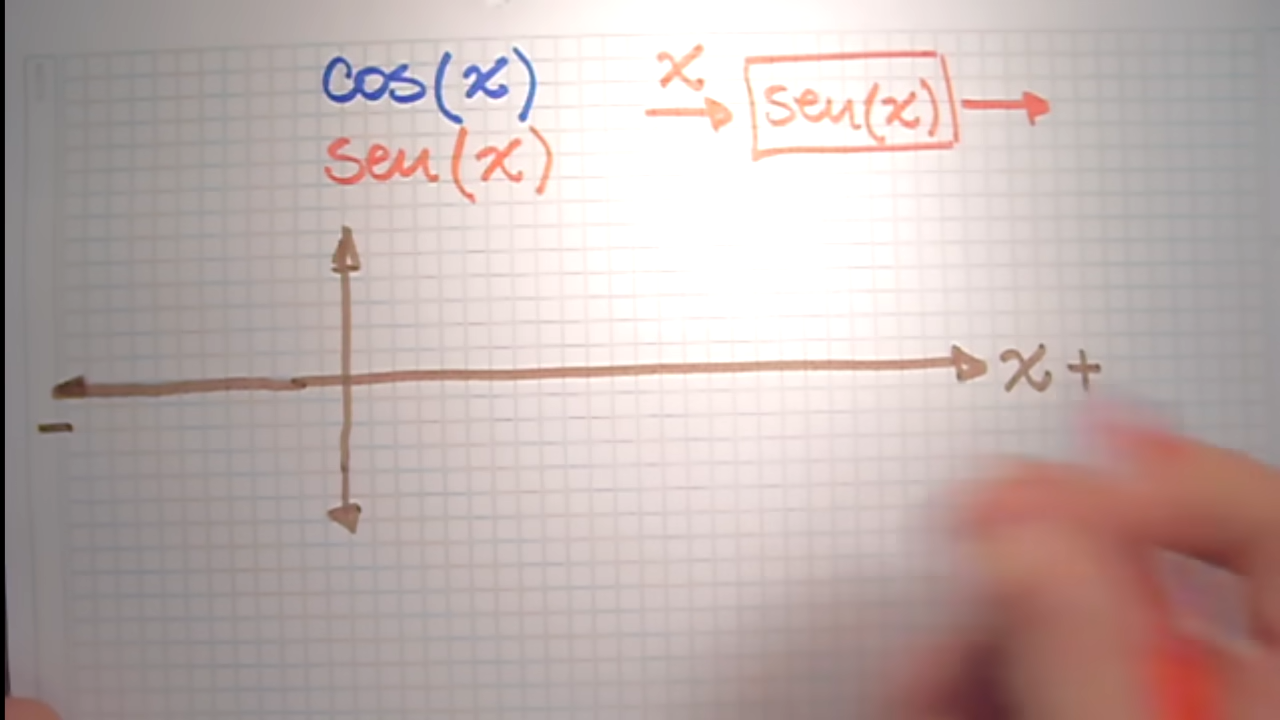 cos(x)
sen(x)
x
sen(x)
x +
-